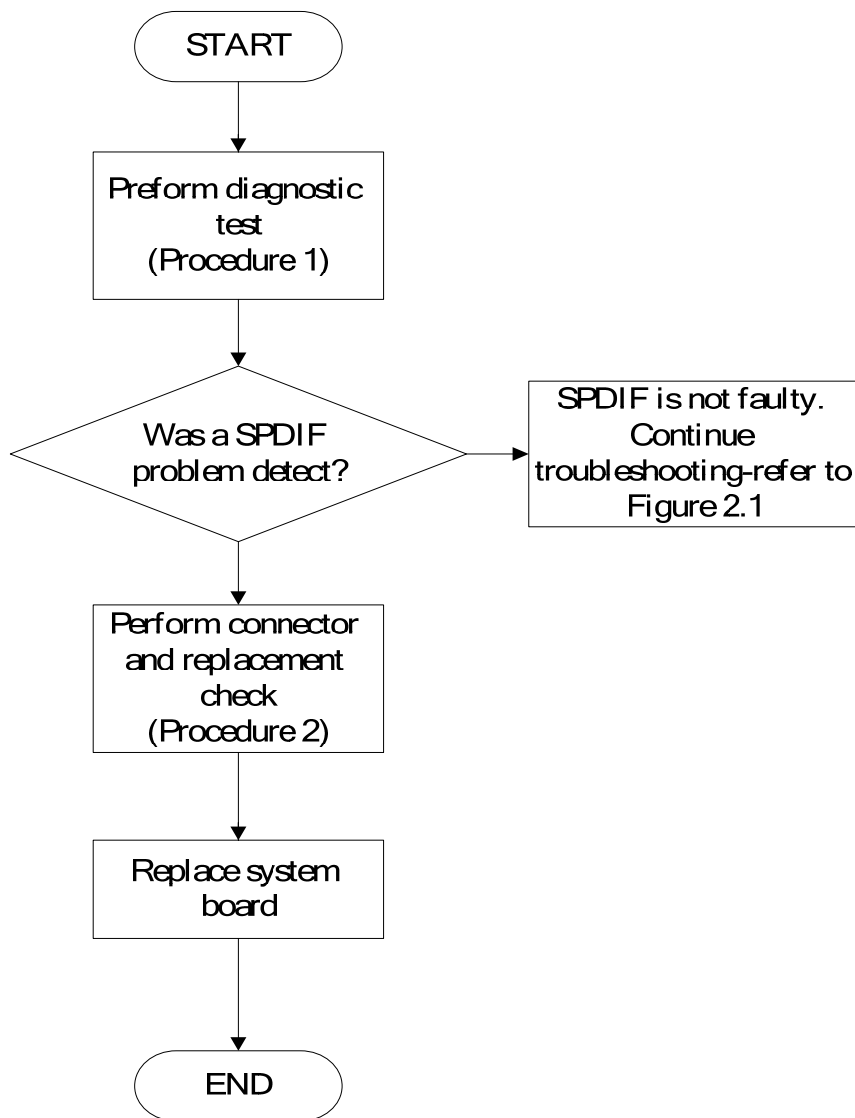 START
Preform diagnostic
test
(Procedure 1)
Was a SPDIF
problem detect?
SPDIF is not faulty.
Continue
troubleshooting-refer to
Figure 2.1
Perform connector
and replacement
check
(Procedure 2)
Replace system
board
END